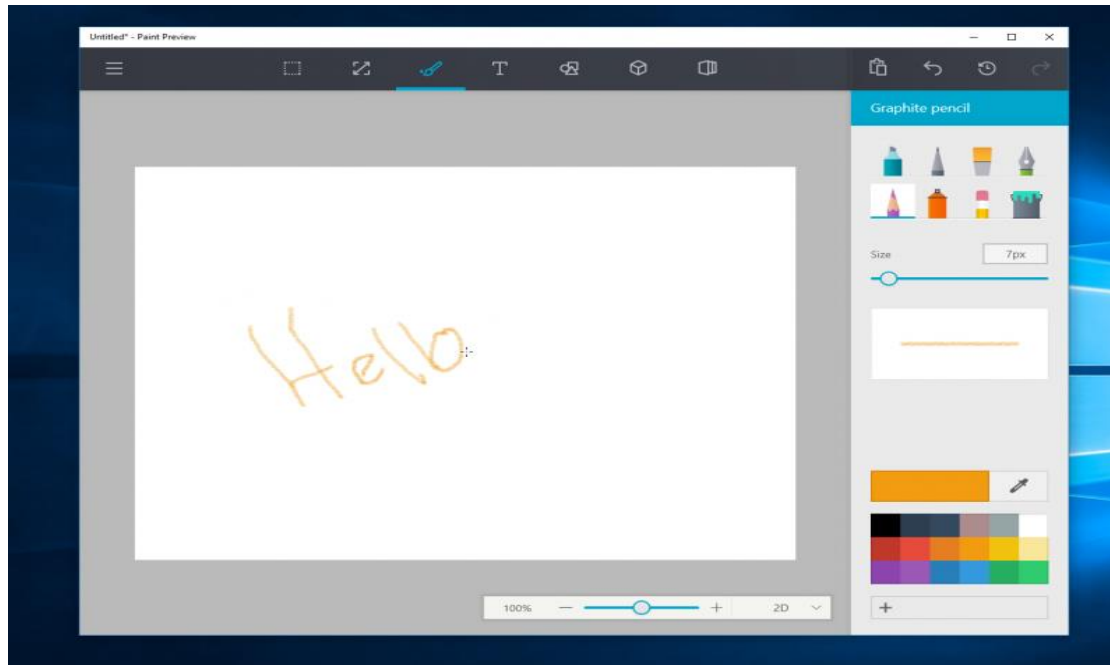 Untitled* - Paint Preview
T
Graphite pencil
Size 7px
Hello
100% 2D